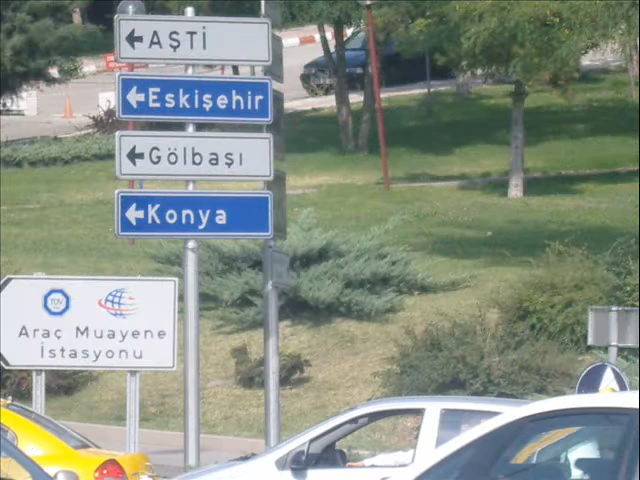 AŞTİ
Eskişehir
Gölbaşı
Konya
TÜV
Araç Muayene
İstasyonu